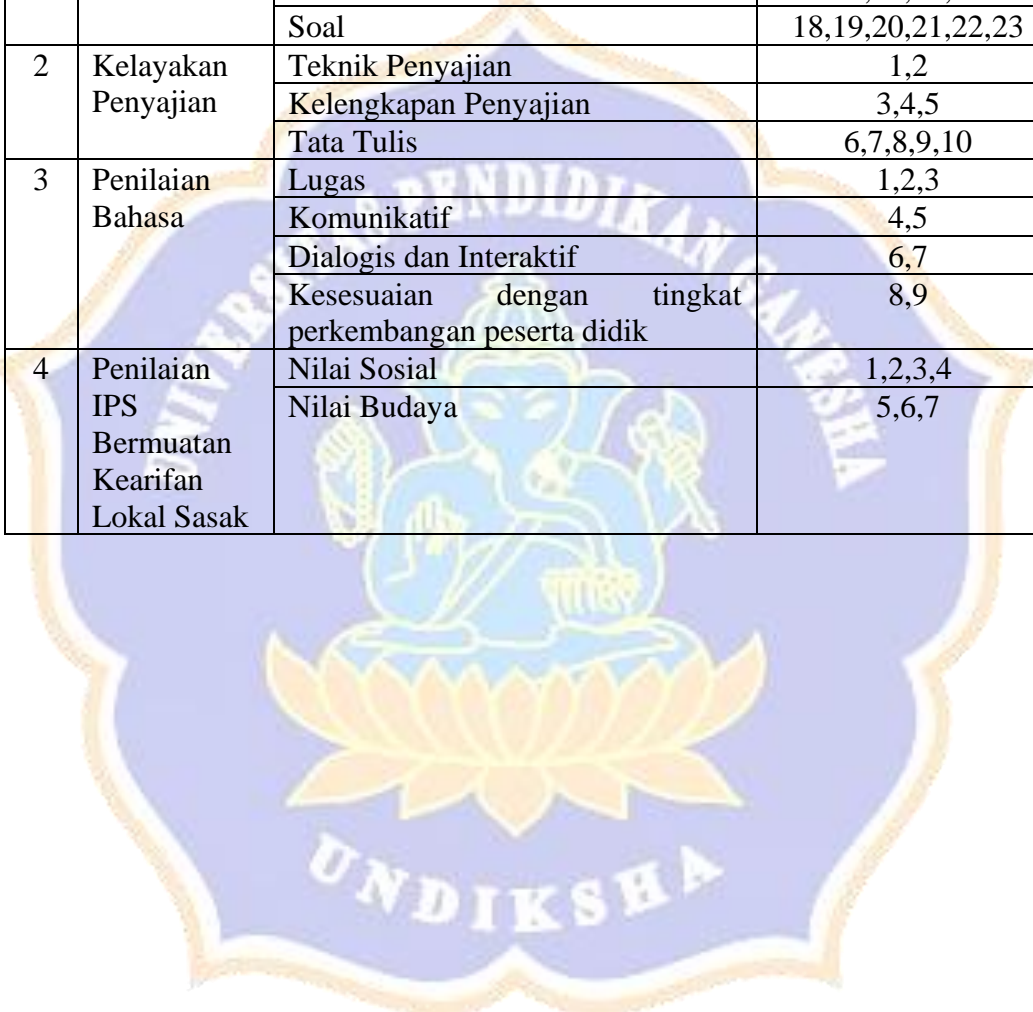 Soal 18,19,20,21,22,23
2 Kelayakan Teknik Penyajian 1,2
Penyajian Kelengkapan Penyajian 3,4,5
Tata Tulis 6,7,8,9,10
3 Penilaian Lugas 1,2,3
Bahasa Komunikatif 4,5
Dialogis dan Interaktif 6,7
Kesesuaian dengan tingkat 8,9
perkembangan peserta didik
4 Penilaian Nilai Sosial 1,2,3,4
IPS Nilai Budaya 5,6,7
Bermuatan
Kearifan
Lokal Sasak
UNIVERSITAS PENDIDIKAN GANESHA
UNDIKSHA